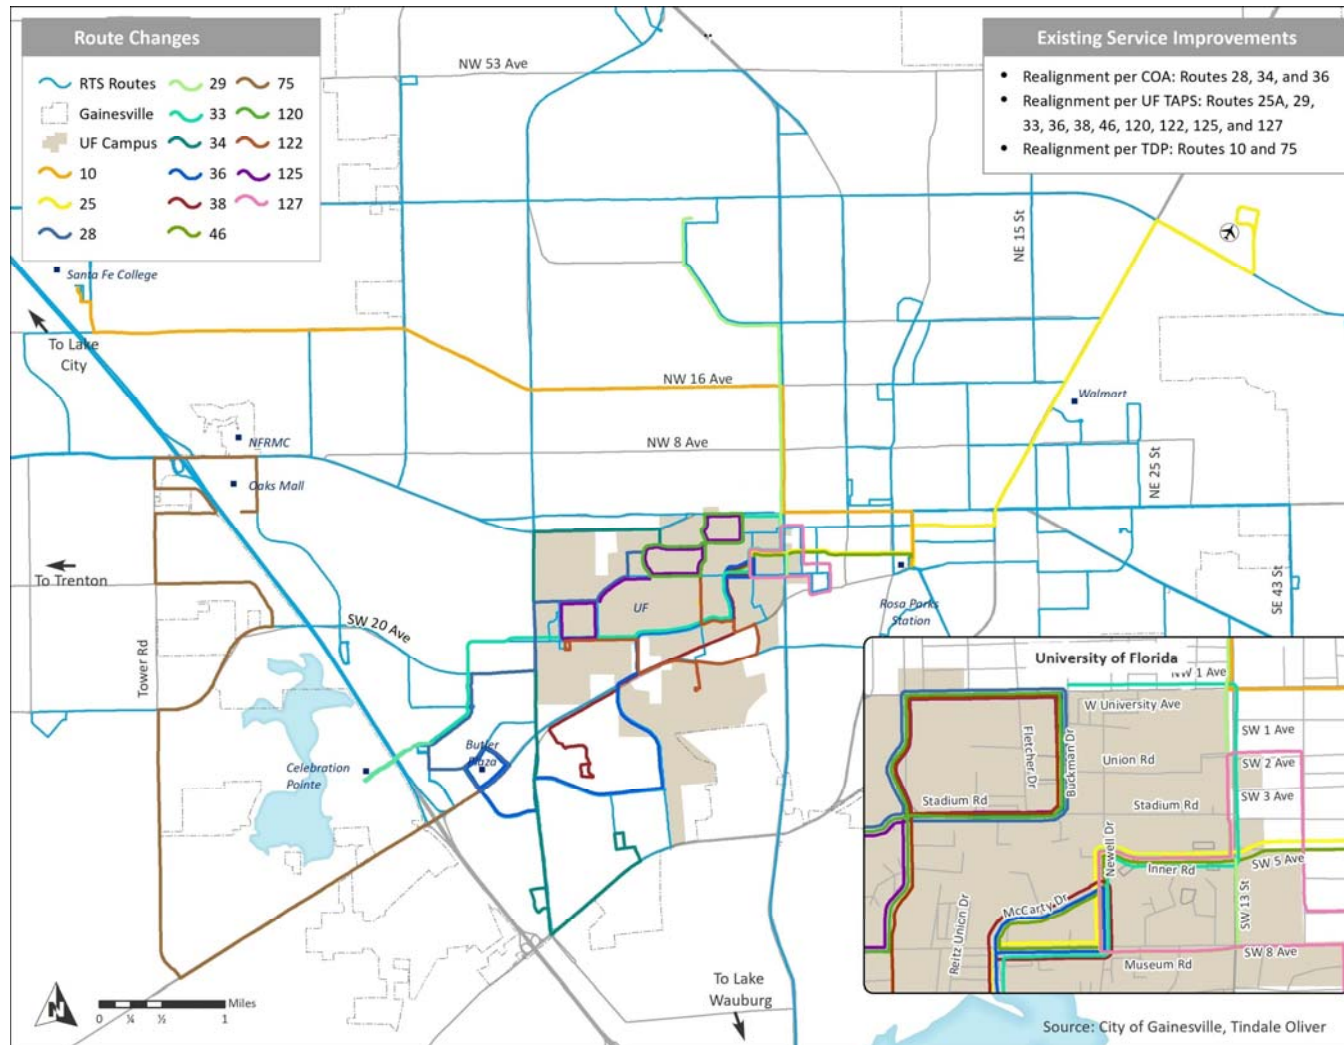 Route Changes
RTS Routes
Gainesville
UF Campus
10
25
28
29
33
34
36
38
46
75
120
122
125
127
Existing Service Improvements
• Realignment per COA: Routes 28, 34, and 36
• Realignment per UF TAPS: Routes 25A, 29,
33, 36, 38, 46, 120, 122, 125, and 127
• Realignment per TDP: Routes 10 and 75
NW 53 Ave
NE 15 St
Santa Fe College
To Lake
City
NW 16 Ave
Walmart
NFRMC
NW 8 Ave
Oaks Mall
NE 25 St
To Trenton
UF
Rosa Parks
Station
SE 43 St
SW 20 Ave
Tower Rd
Butler
Plaza
Celebration
Pointe
University of Florida
NW 1 Ave
W University Ave
SW 1 Ave
Fletcher Dr
Buckman Dr
Union Rd
SW 2 Ave
Stadium Rd
Stadium Rd
SW 3 Ave
Newell Dr
Inner Rd
SW 5 Ave
McCarty Dr
SW 13 St
Reitz Union Dr
Museum Rd
SW 8 Ave
N
Miles
0 ¼ ½ 1
To Lake
Wauburg
Source: City of Gainesville, Tindale Oliver